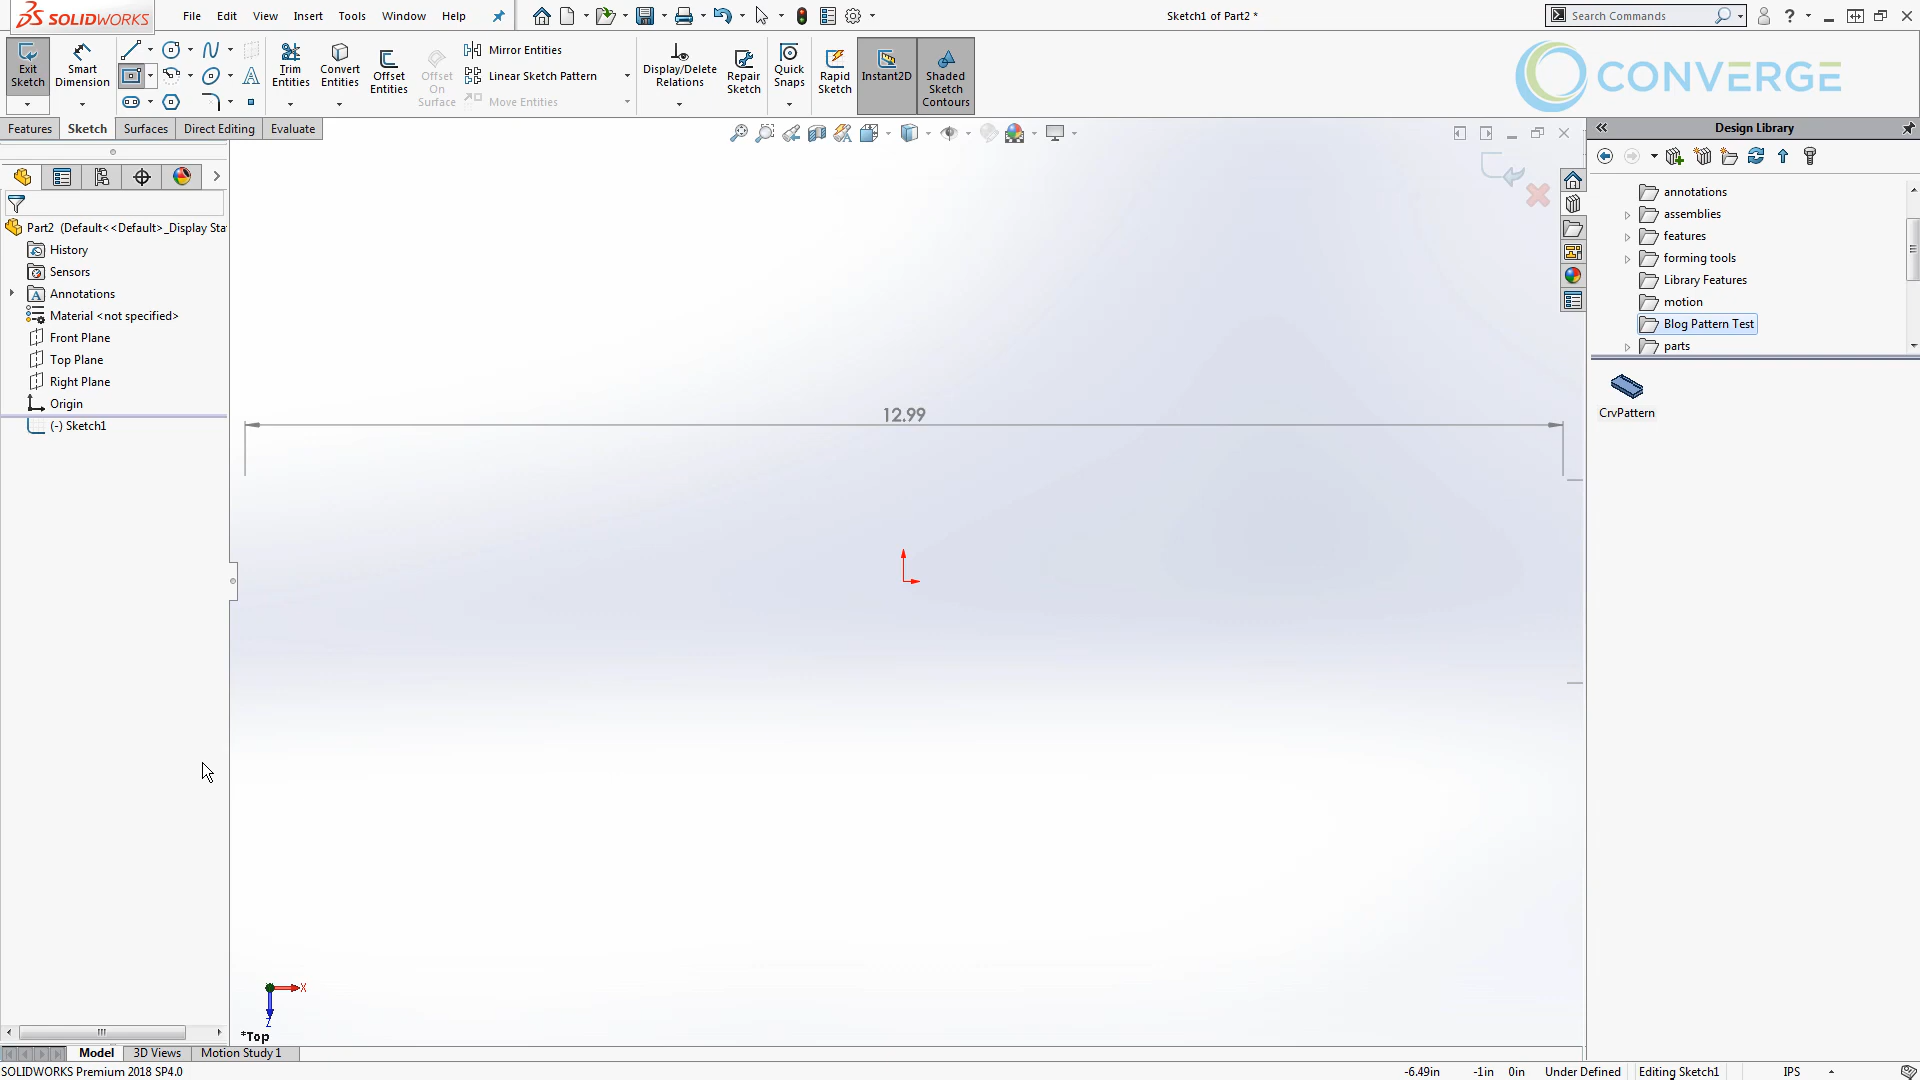 SOLIDWORKS File Edit View Insert Tools Window Help Sketch1 of Part2 * Search Commands ?
Exit Sketch
Smart Dimension
Trim Entities
Convert Entities
Offset Entities
Offset On Surface
Mirror Entities
Linear Sketch Pattern
Move Entities
Display/Delete Relations
Repair Sketch
Quick Snaps
Rapid Sketch
Instant2D
Shaded Sketch Contours
CONVERGE
Features Sketch Surfaces Direct Editing Evaluate
Design Library
Part2 (Default<<Default>_Display Sta
History
Sensors
Annotations
Material <not specified>
Front Plane
Top Plane
Right Plane
Origin
(-) Sketch1
12.99
annotations
assemblies
features
forming tools
Library Features
motion
Blog Pattern Test
parts
CrvPattern
X
Z
*Top
Model 3D Views Motion Study 1
SOLIDWORKS Premium 2018 SP4.0 -6.49in -1in 0in Under Defined Editing Sketch1 IPS